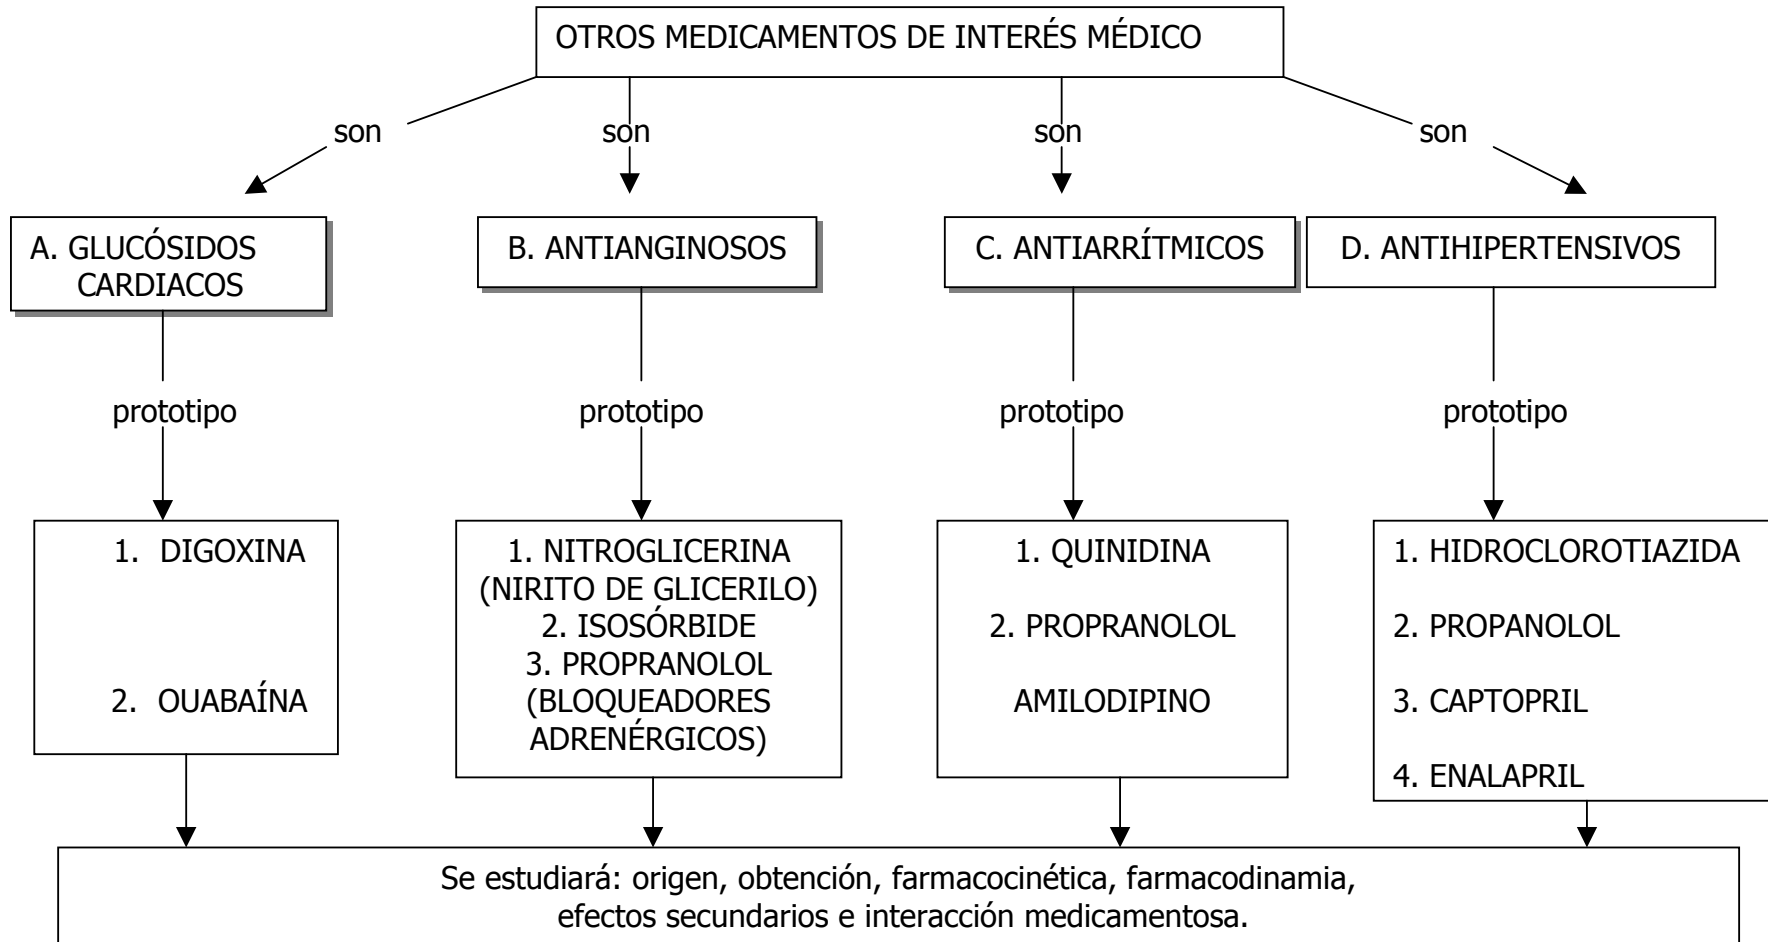 OTROS MEDICAMENTOS DE INTERÉS MÉDICO
son
son
son
son
A. GLUCÓSIDOS
CARDIACOS
B. ANTIANGINOSOS
C. ANTIARRÍTMICOS
D. ANTIHIPERTENSIVOS
prototipo
prototipo
prototipo
prototipo
1. DIGOXINA
2. OUABAÍNA
1. NITROGLICERINA
(NIRITO DE GLICERILO)
2. ISOSÓRBIDE
3. PROPRANOLOL
(BLOQUEADORES
ADRENÉRGICOS)
1. QUINIDINA
2. PROPRANOLOL
AMILODIPINO
1. HIDROCLOROTIAZIDA
2. PROPANOLOL
3. CAPTOPRIL
4. ENALAPRIL
Se estudiará: origen, obtención, farmacocinética, farmacodinamia,
efectos secundarios e interacción medicamentosa.